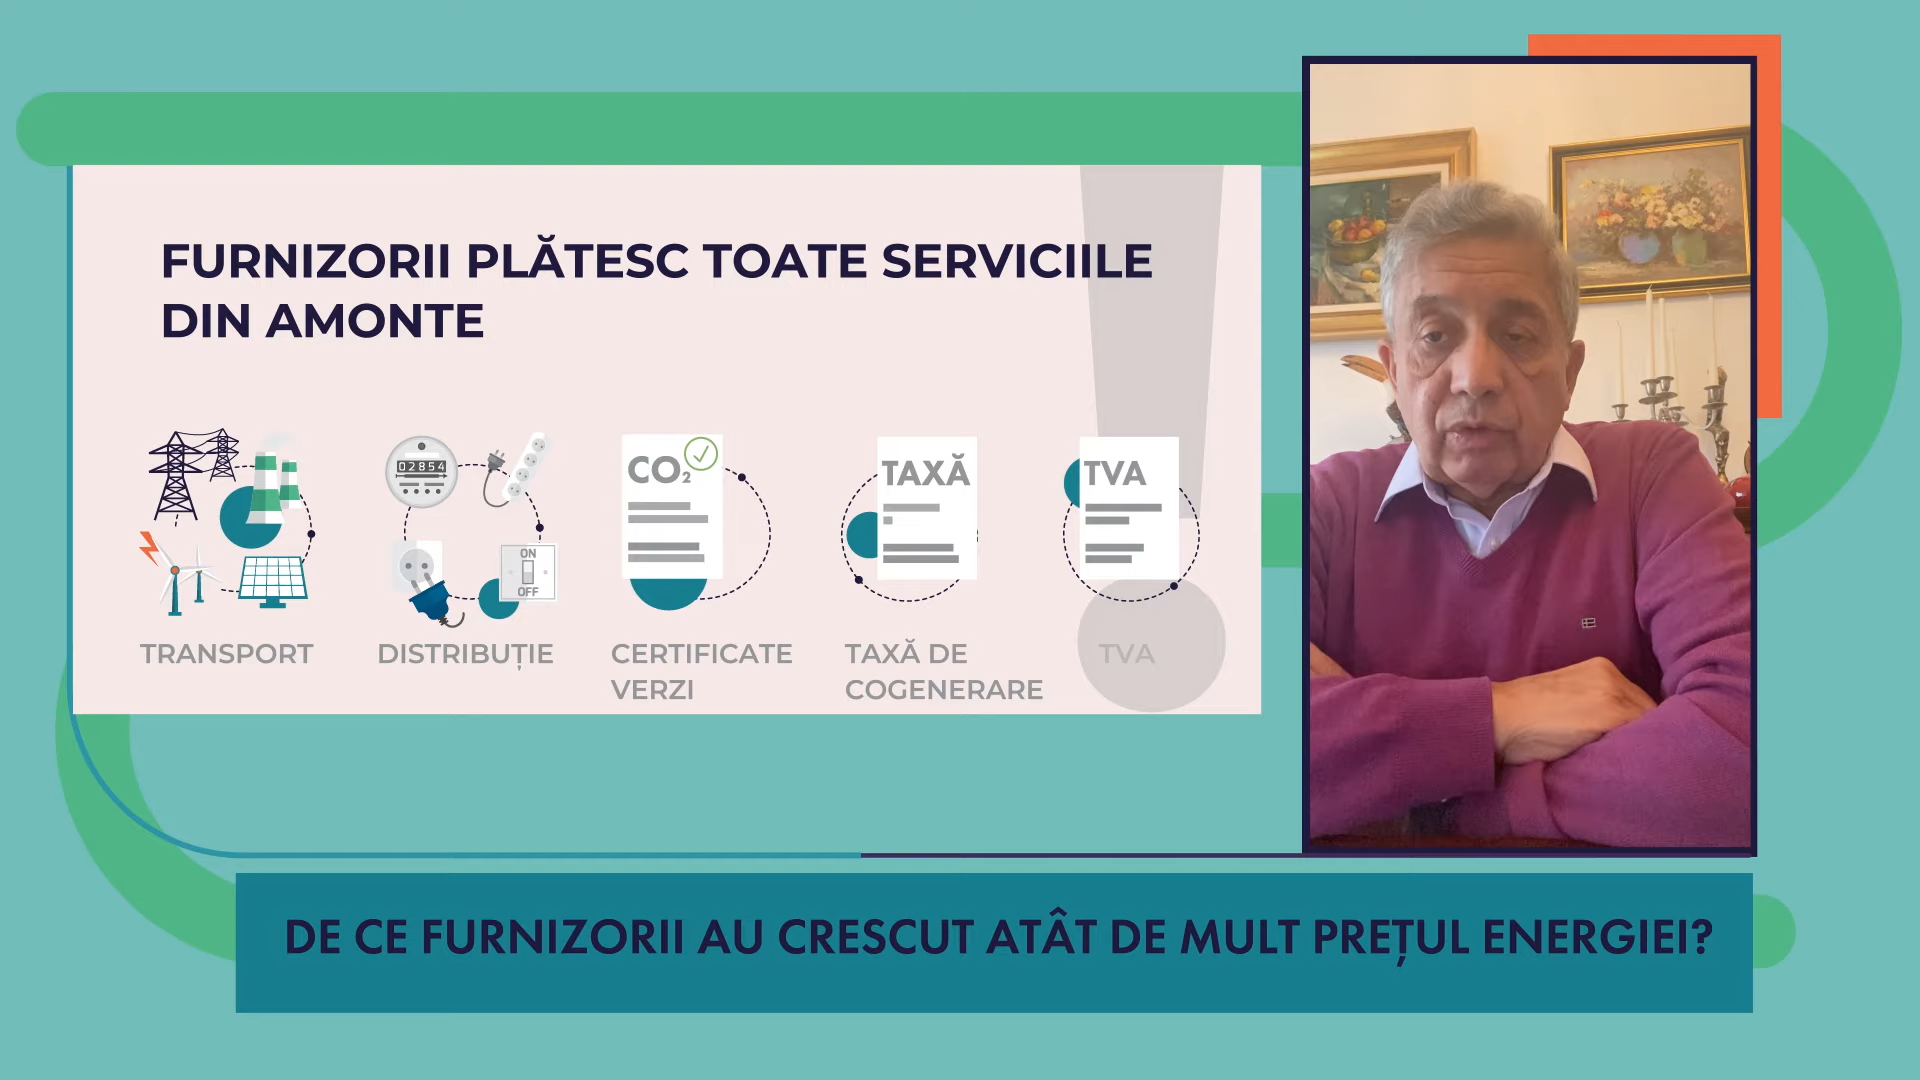 FURNIZORII PLĂTESC TOATE SERVICIILE
DIN AMONTE
02854
CO₂
TAXĂ
TVA
ON
OFF
TRANSPORT
DISTRIBUȚIE
CERTIFICATE
VERZI
TAXĂ DE
COGENERARE
TVA
DE CE FURNIZORII AU CRESCUT ATÂT DE MULT PREȚUL ENERGIEI?